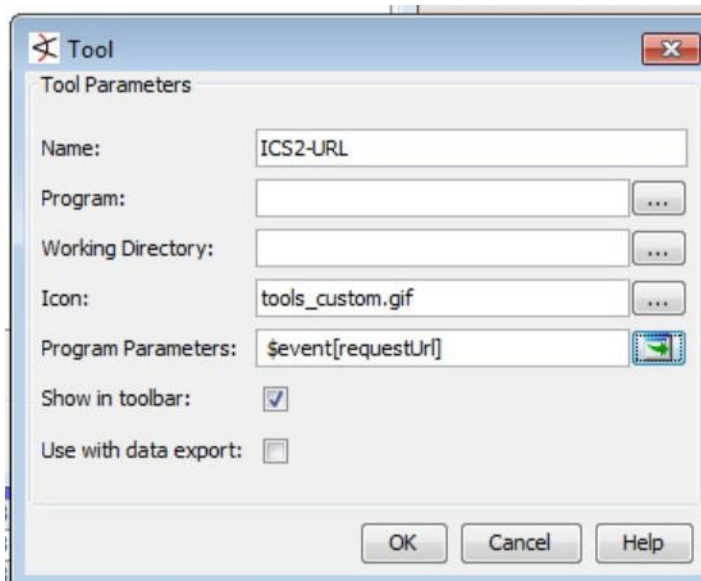 Tool
Tool Parameters
Name: ICS2-URL
Program: ...
Working Directory: ...
Icon: tools_custom.gif ...
Program Parameters: $event[requestUrl]
Show in toolbar:
Use with data export:
OK Cancel Help